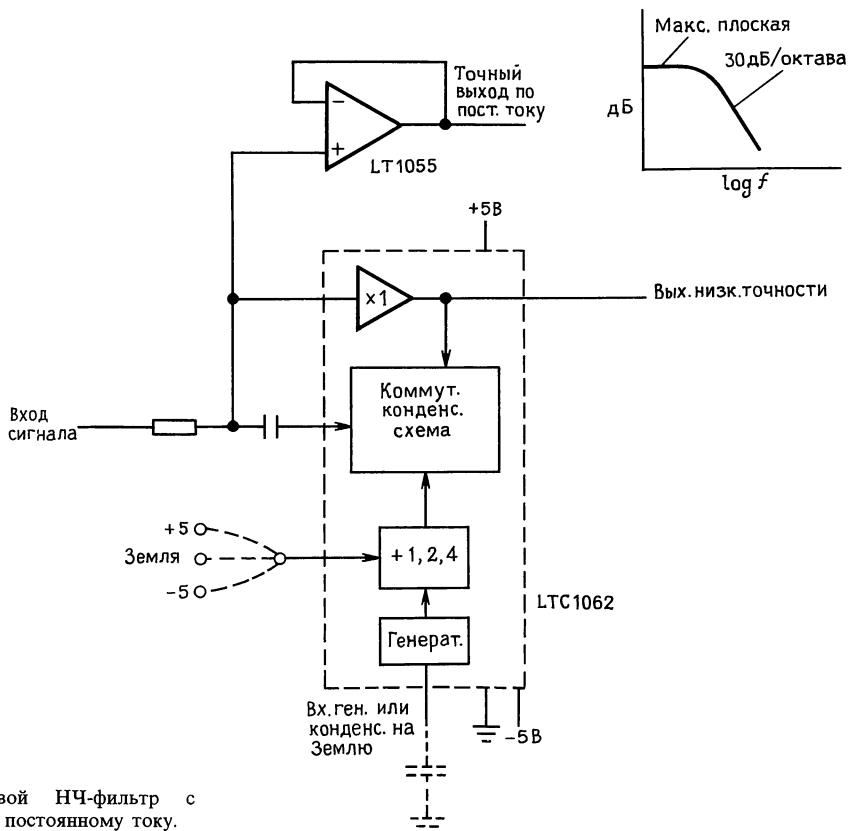 Макс. плоская
30дБ/октава
дБ
log f
Точный
выход по
пост. току
−
+
LT1055
+5В
×1
Вых.низк.точности
Коммут.
конденс.
схема
Вход
сигнала
+5
Земля
−5
+1,2,4
LTC1062
Генерат.
Вх.ген. или
конденс. на
Землю
−5В
вой НЧ-фильтр с
постоянному току.